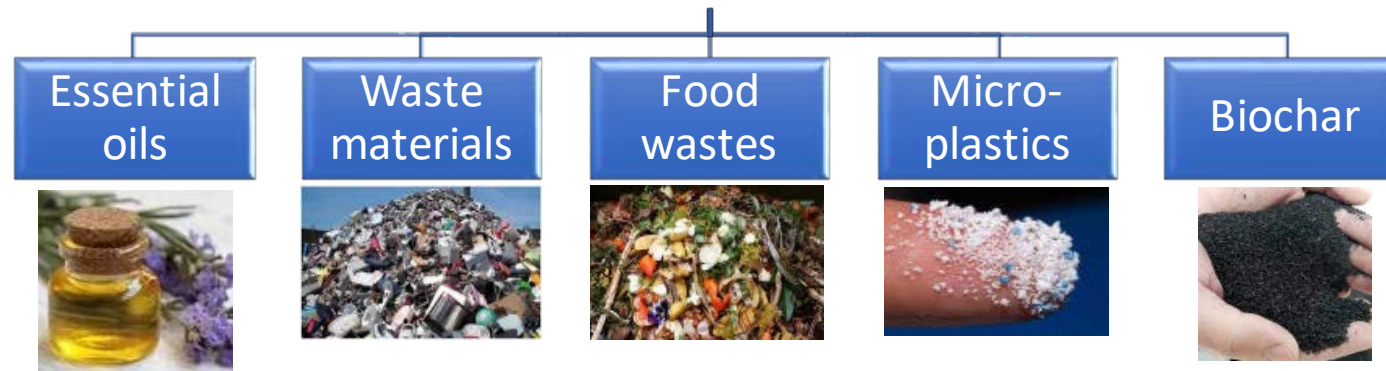 Essential
oils
Waste
materials
Food
wastes
Micro-
plastics
Biochar